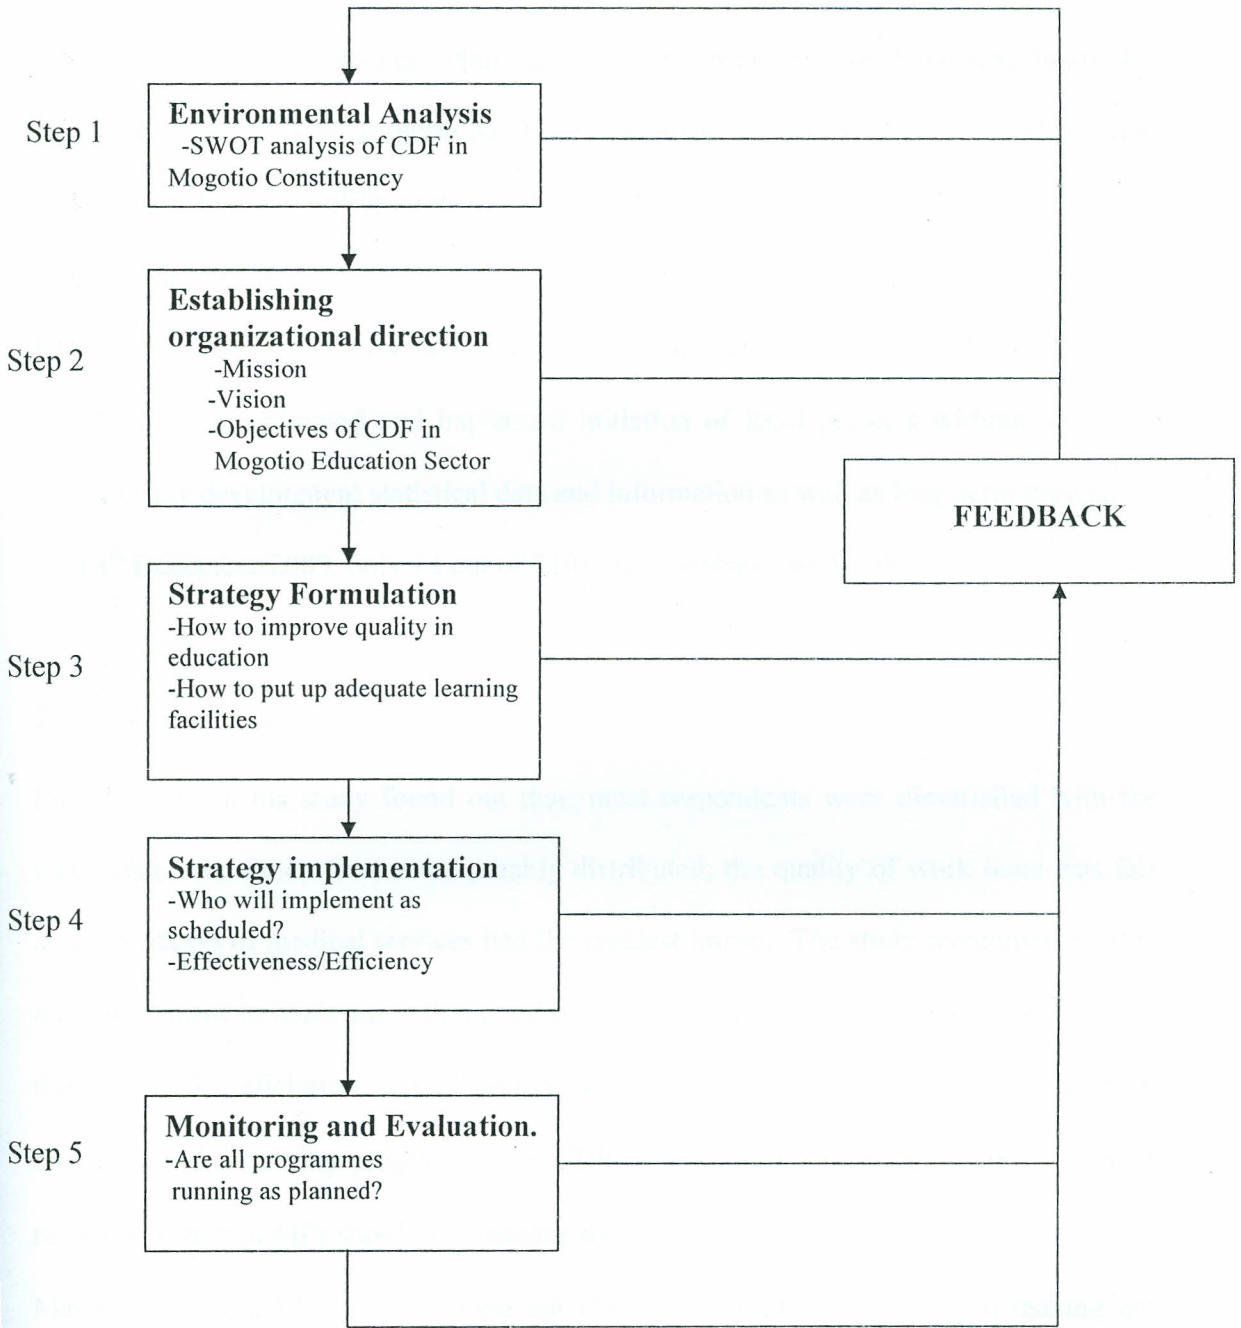 Step 1
Environmental Analysis
-SWOT analysis of CDF in
Mogotio Constituency
Step 2
Establishing
organizational direction
-Mission
-Vision
-Objectives of CDF in
Mogotio Education Sector
FEEDBACK
Step 3
Strategy Formulation
-How to improve quality in
education
-How to put up adequate learning
facilities
Step 4
Strategy implementation
-Who will implement as
scheduled?
-Effectiveness/Efficiency
Step 5
Monitoring and Evaluation.
-Are all programmes
running as planned?